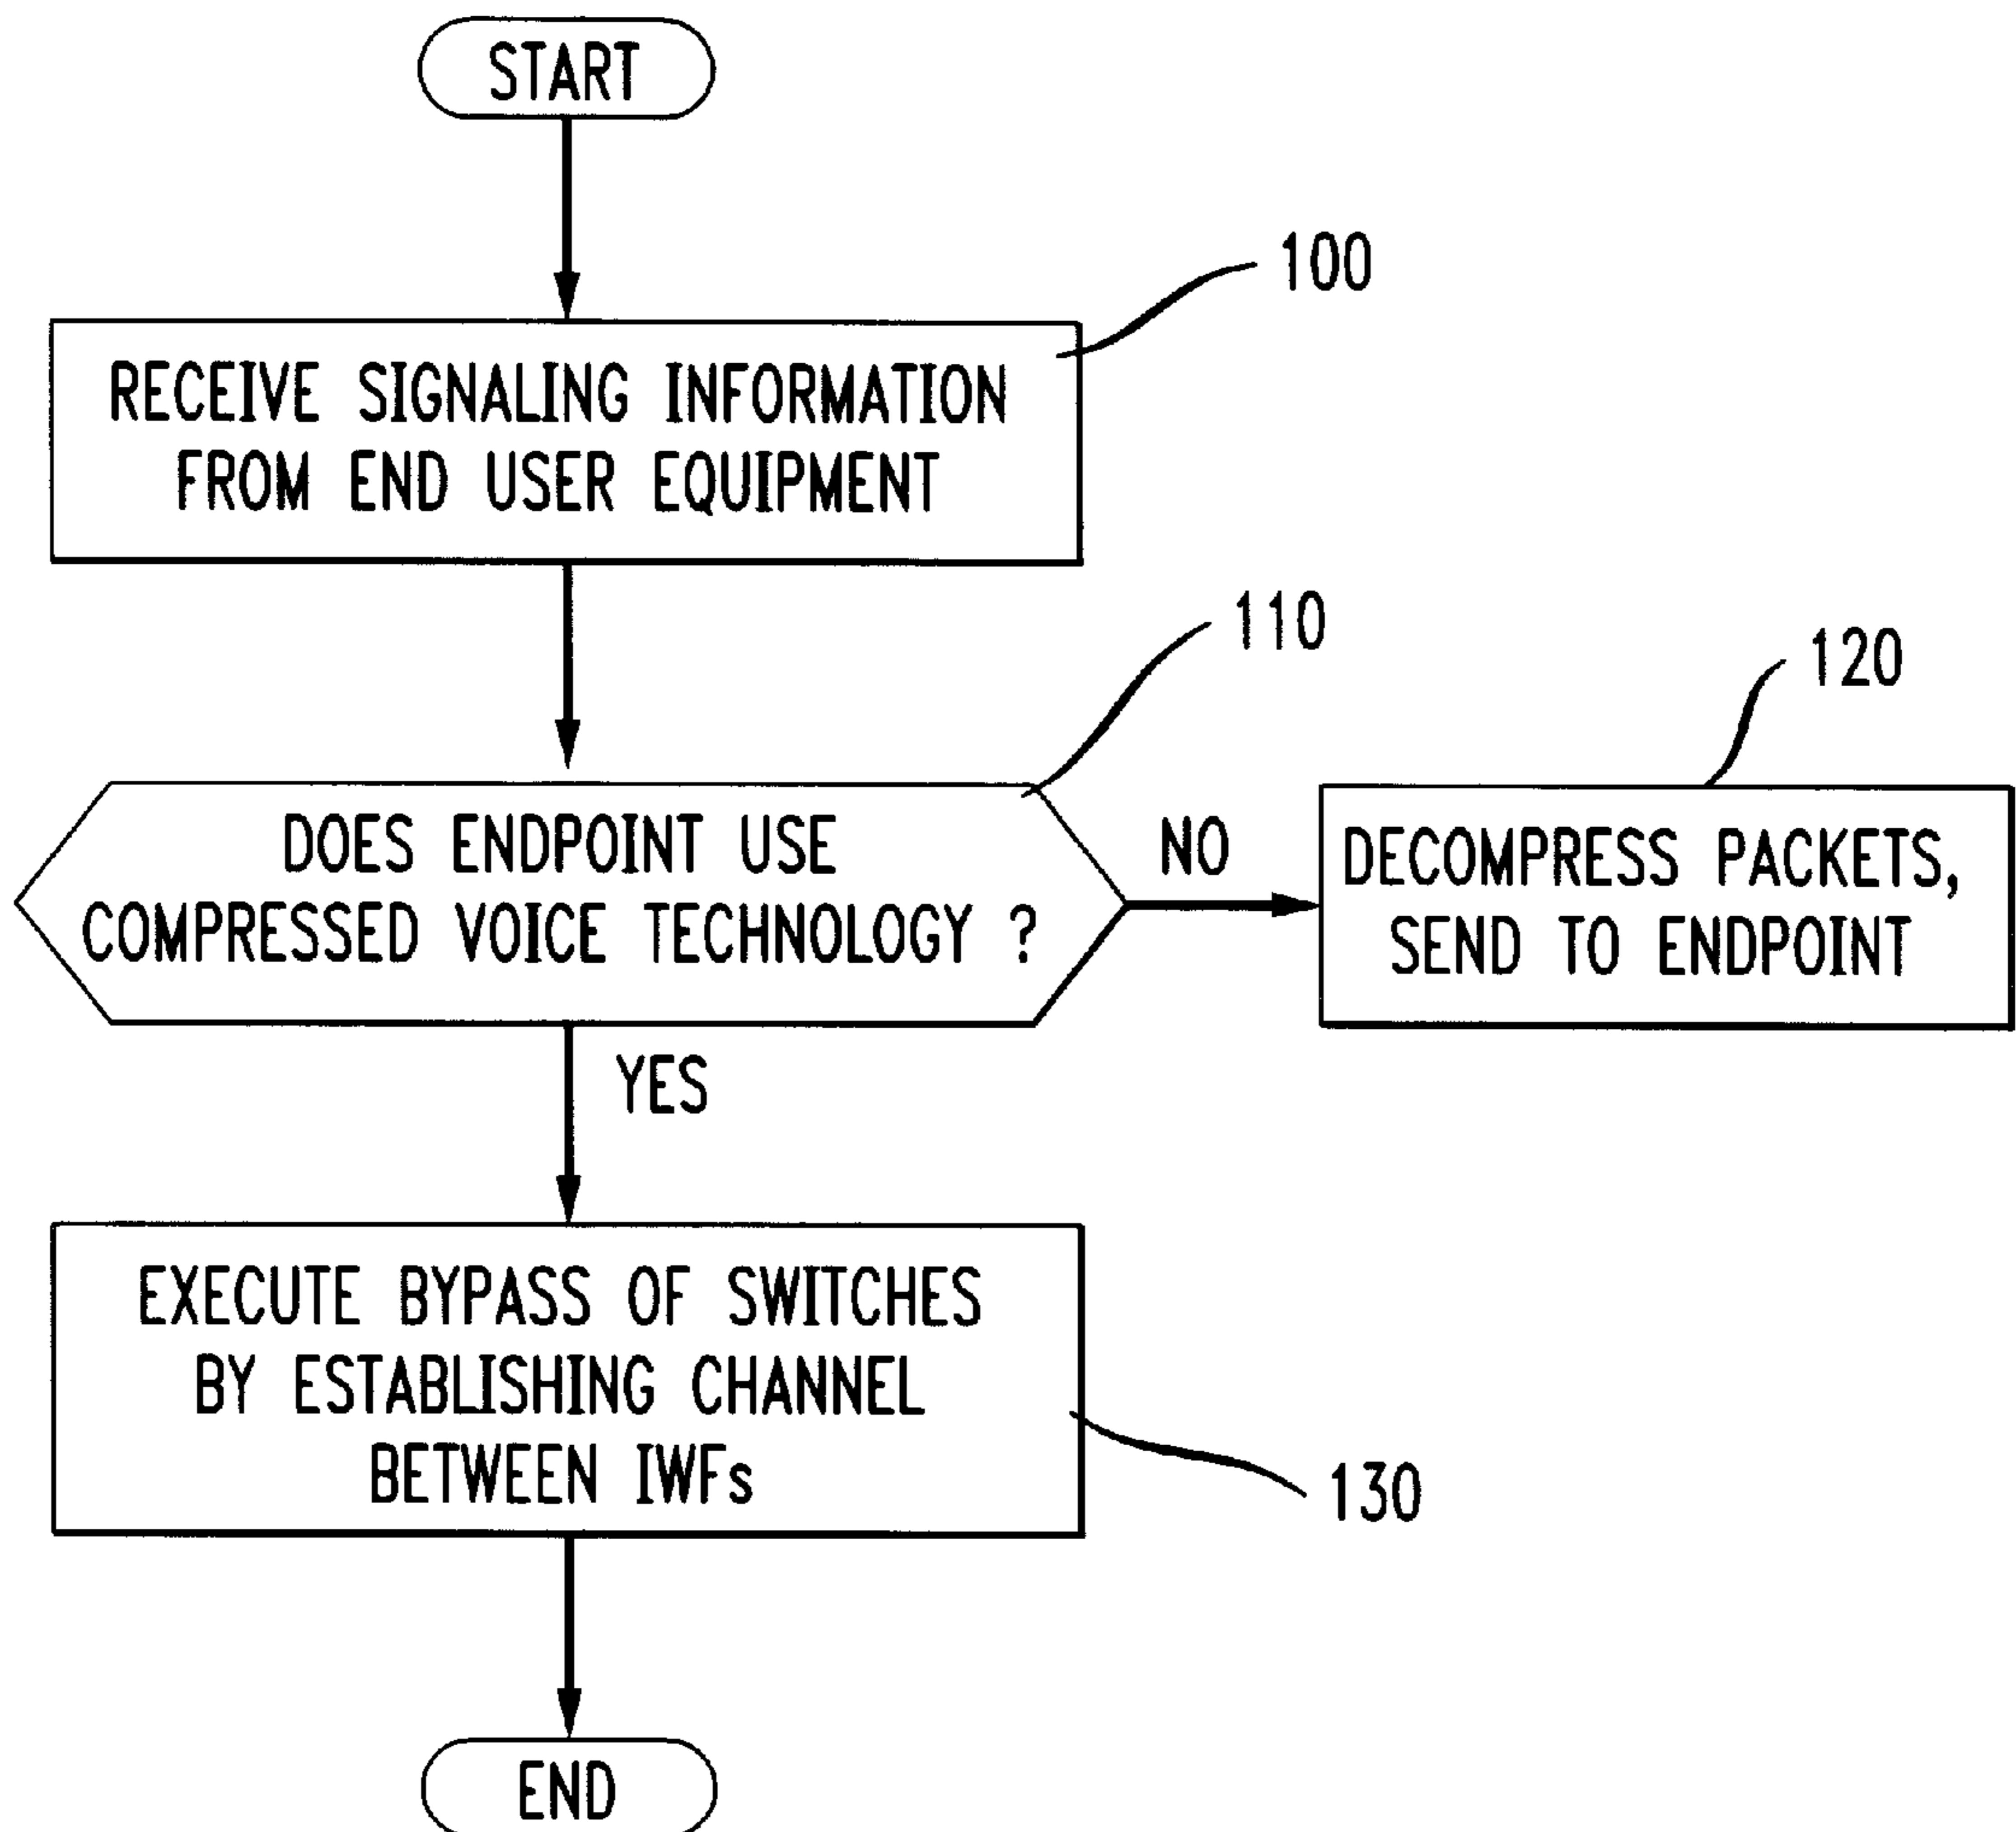 START
100
RECEIVE SIGNALING INFORMATION
FROM END USER EQUIPMENT
110
120
DOES ENDPOINT USE
COMPRESSED VOICE TECHNOLOGY ?
NO
DECOMPRESS PACKETS,
SEND TO ENDPOINT
YES
EXECUTE BYPASS OF SWITCHES
BY ESTABLISHING CHANNEL
BETWEEN IWFs
130
END